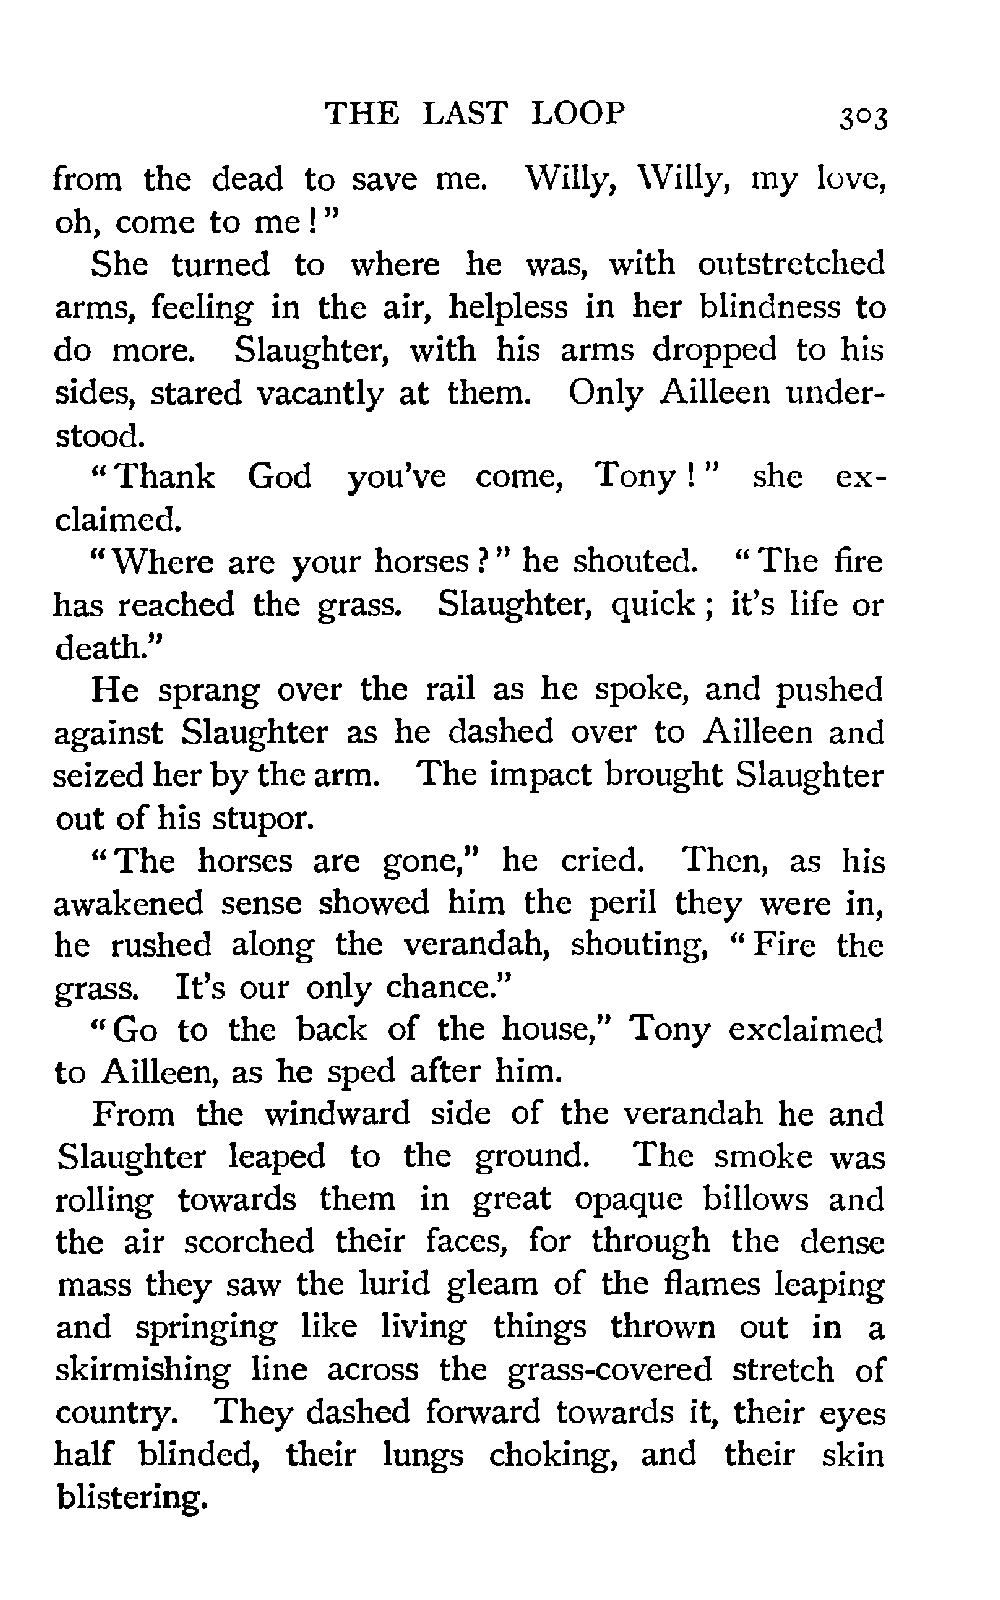 THE LAST LOOP 303
from the dead to save me. Willy, Willy, my love,
oh, come to me!"
She turned to where he was, with outstretched
arms, feeling in the air, helpless in her blindness to
do more. Slaughter, with his arms dropped to his
sides, stared vacantly at them. Only Ailleen under-
stood.
"Thank God you've come, Tony!" she ex-
claimed.
"Where are your horses?" he shouted. "The fire
has reached the grass. Slaughter, quick; it's life or
death."
He sprang over the rail as he spoke, and pushed
against Slaughter as he dashed over to Ailleen and
seized her by the arm. The impact brought Slaughter
out of his stupor.
"The horses are gone," he cried. Then, as his
awakened sense showed him the peril they were in,
he rushed along the verandah, shouting, "Fire the
grass. It's our only chance."
"Go to the back of the house," Tony exclaimed
to Ailleen, as he sped after him.
From the windward side of the verandah he and
Slaughter leaped to the ground. The smoke was
rolling towards them in great opaque billows and
the air scorched their faces, for through the dense
mass they saw the lurid gleam of the flames leaping
and springing like living things thrown out in a
skirmishing line across the grass-covered stretch of
country. They dashed forward towards it, their eyes
half blinded, their lungs choking, and their skin
blistering.